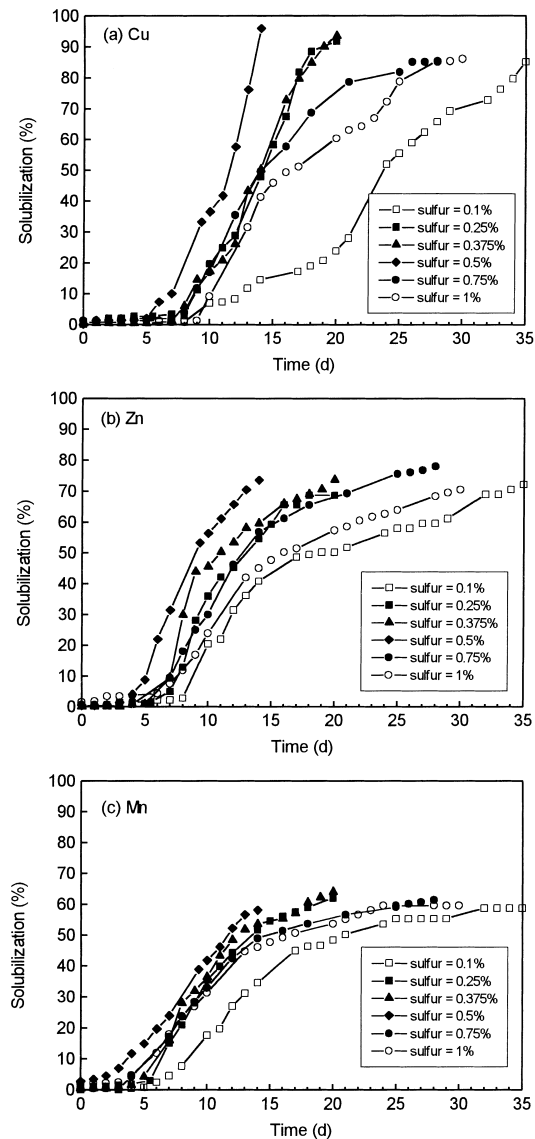 (a) Cu
100
90
80
70
60
50
40
30
20
10
0
Solubilization (%)
sulfur = 0.1%
sulfur = 0.25%
sulfur = 0.375%
sulfur = 0.5%
sulfur = 0.75%
sulfur = 1%
0 5 10 15 20 25 30 35
Time (d)
(b) Zn
100
90
80
70
60
50
40
30
20
10
0
Solubilization (%)
sulfur = 0.1%
sulfur = 0.25%
sulfur = 0.375%
sulfur = 0.5%
sulfur = 0.75%
sulfur = 1%
0 5 10 15 20 25 30 35
Time (d)
(c) Mn
100
90
80
70
60
50
40
30
20
10
0
Solubilization (%)
sulfur = 0.1%
sulfur = 0.25%
sulfur = 0.375%
sulfur = 0.5%
sulfur = 0.75%
sulfur = 1%
0 5 10 15 20 25 30 35
Time (d)